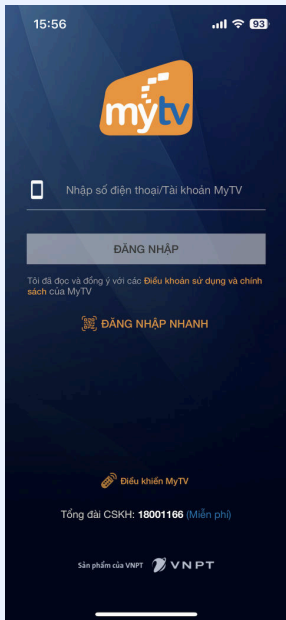 15:56
93
mytv
Nhập số điện thoại/Tài khoản MyTV
ĐĂNG NHẬP
Tôi đã đọc và đồng ý với các Điều khoản sử dụng và chính
sách của MyTV
ĐĂNG NHẬP NHANH
Điều khiển MyTV
Tổng đài CSKH: 18001166 (Miễn phí)
Sản phẩm của VNPT VNPT